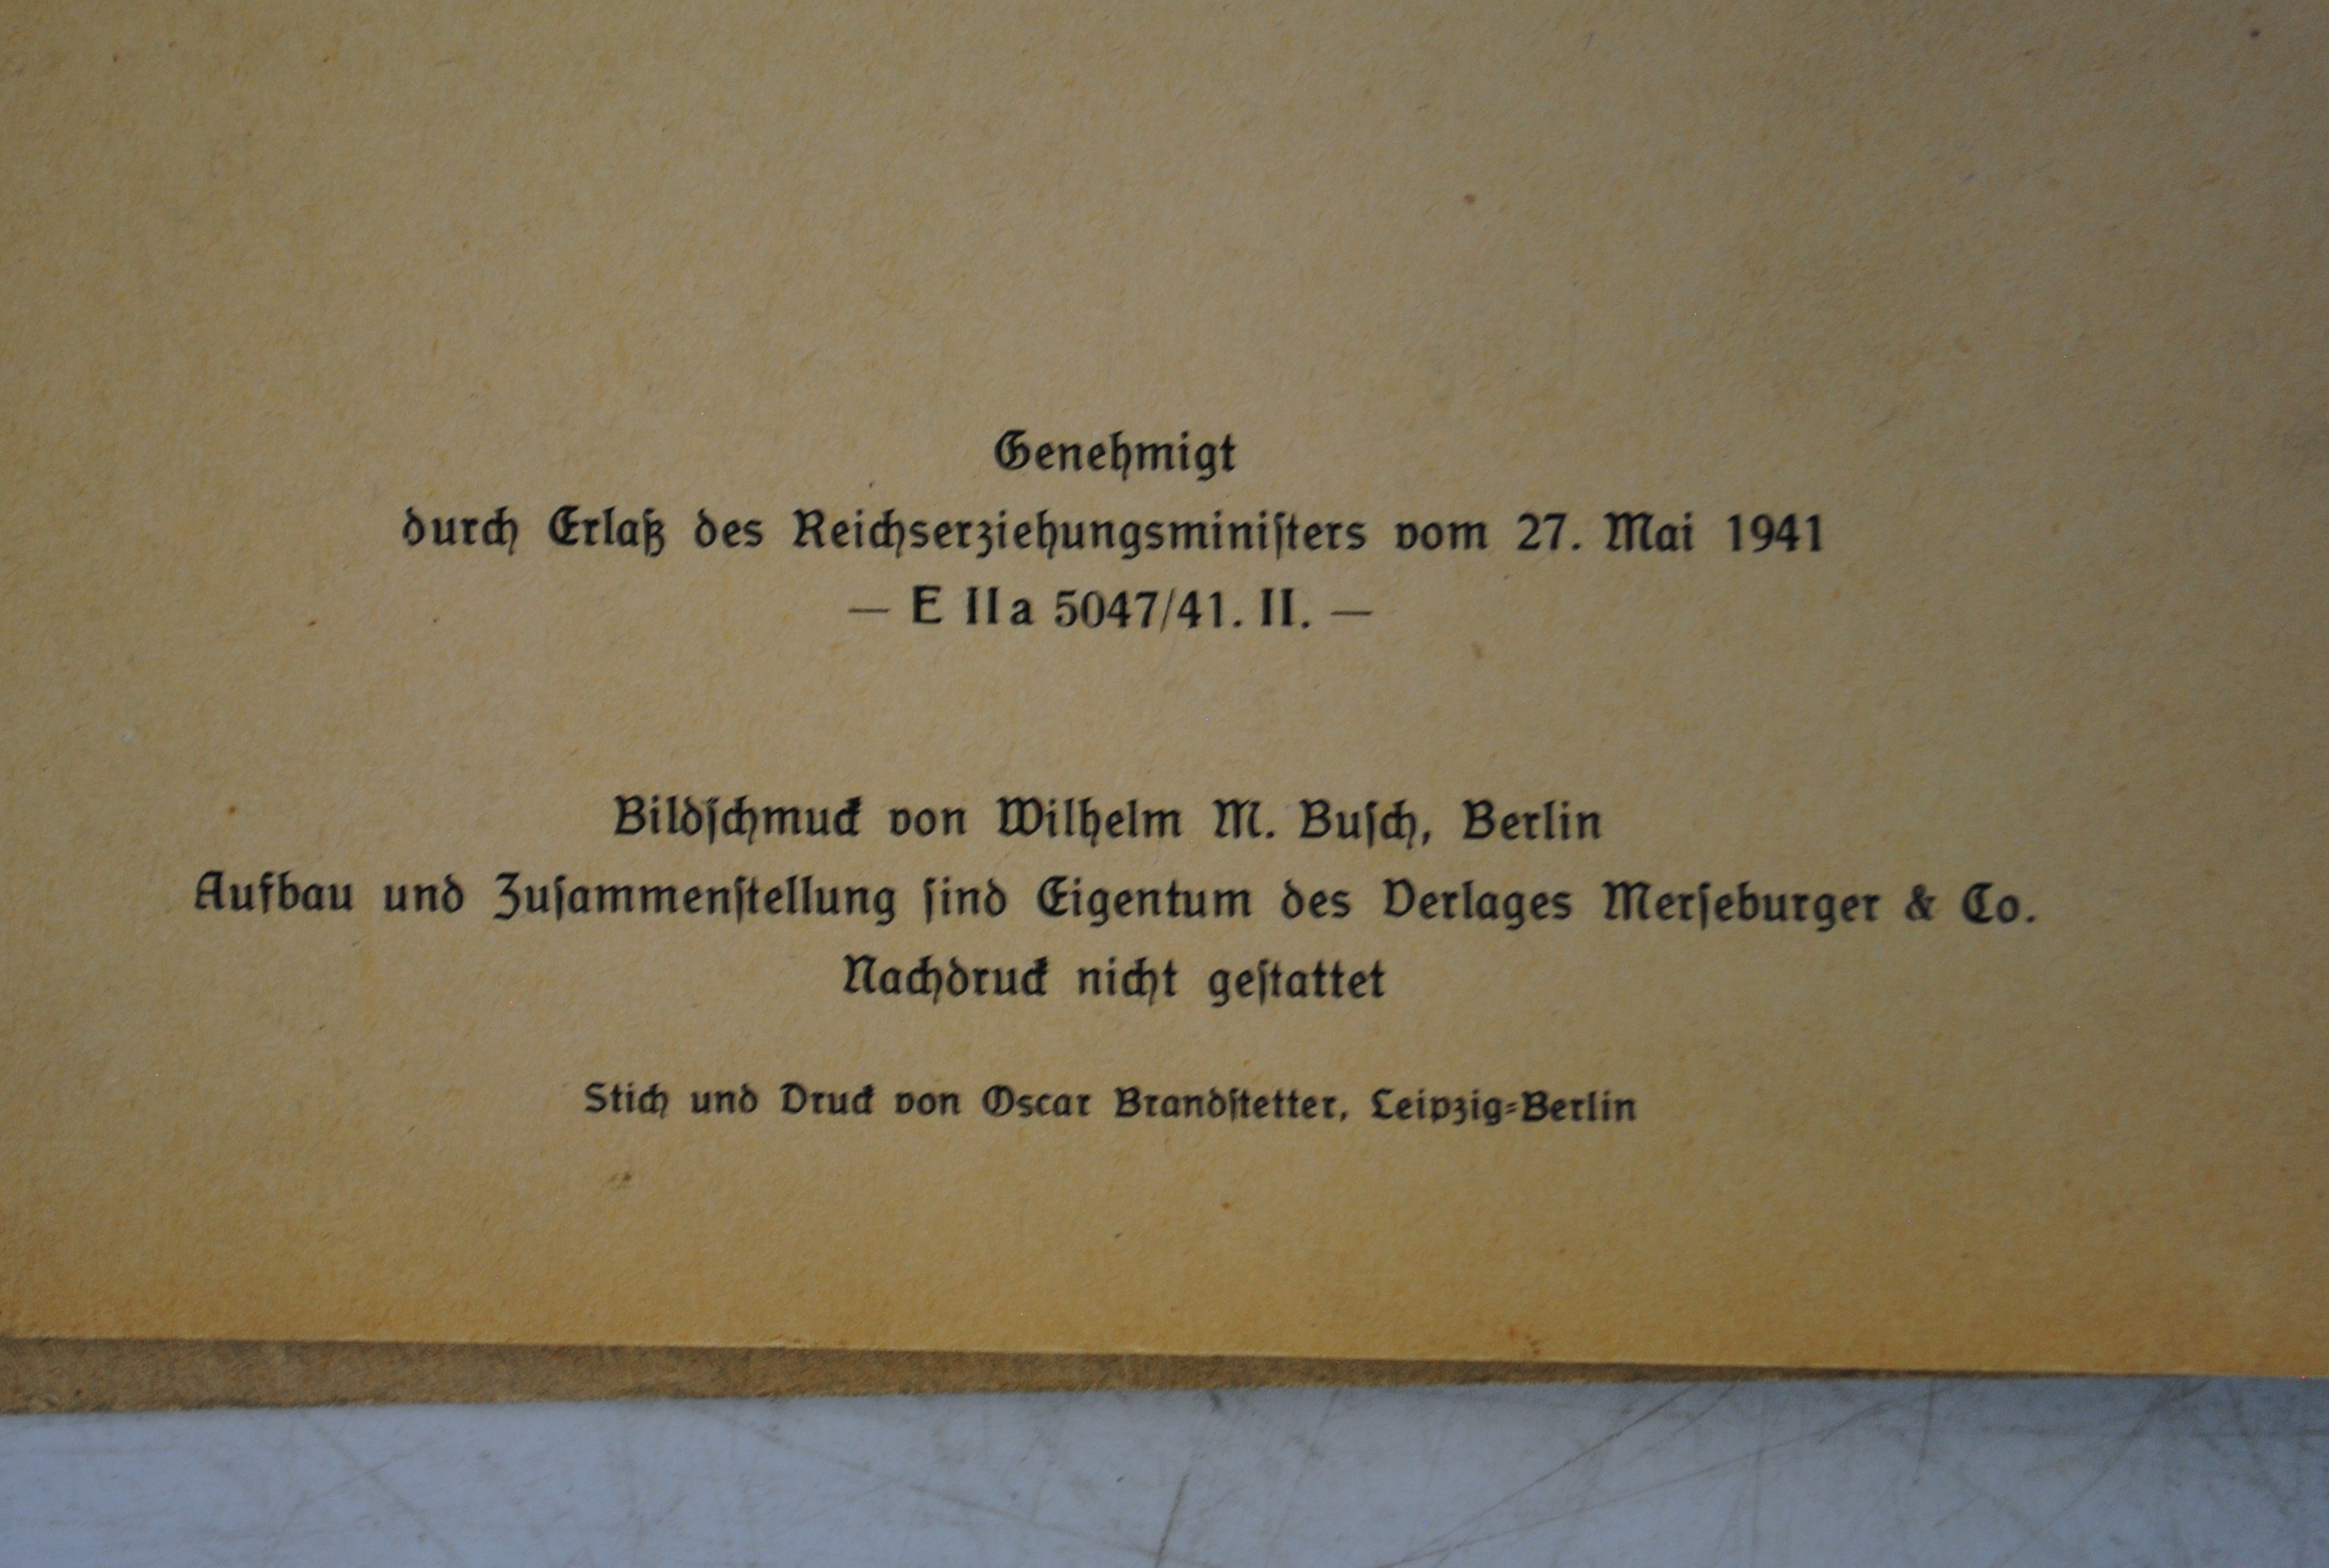 Genehmigt
durch Erlaß des Reichserziehungsministers vom 27. Mai 1941
— E IIa 5047/41. II. —
Bildschmuck von Wilhelm M. Busch, Berlin
Aufbau und Zusammenstellung sind Eigentum des Verlages Merseburger & Co.
Nachdruck nicht gestattet
Stich und Druck von Oscar Brandstetter, Leipzig-Berlin